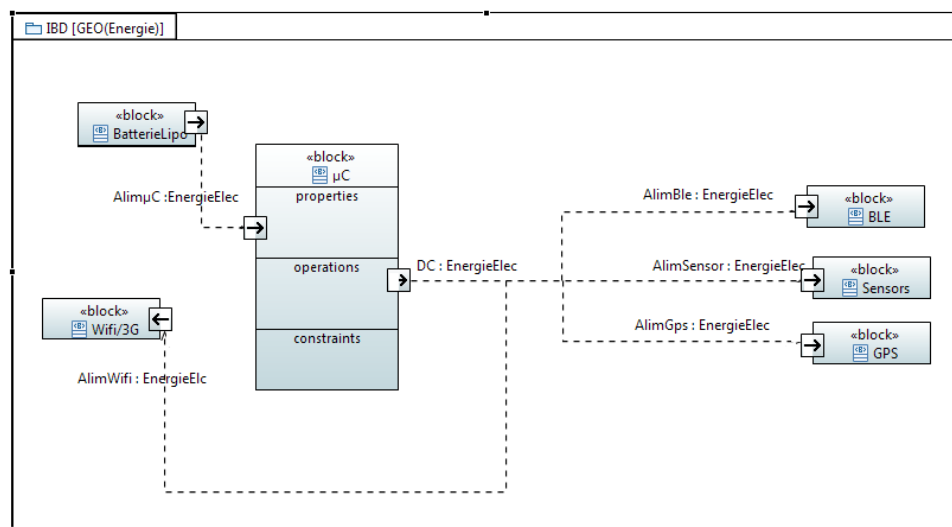 IBD [GEO(Energie)]
«block»
BatterieLipo
AlimµC :EnergieElec
«block»
µC
properties
operations
constraints
DC : EnergieElec
AlimBle : EnergieElec
«block»
BLE
AlimSensor : EnergieElec
«block»
Sensors
AlimGps : EnergieElec
«block»
GPS
«block»
Wifi/3G
AlimWifi : EnergieElc